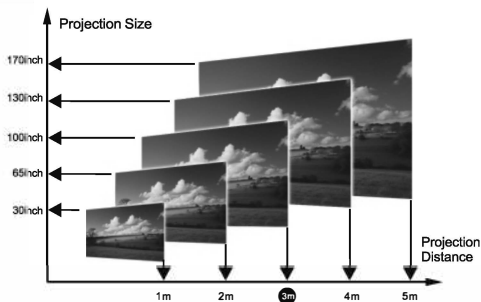 Projection Size
170inch
130inch
100inch
65inch
30inch
Projection
Distance
1m
2m
3m
4m
5m